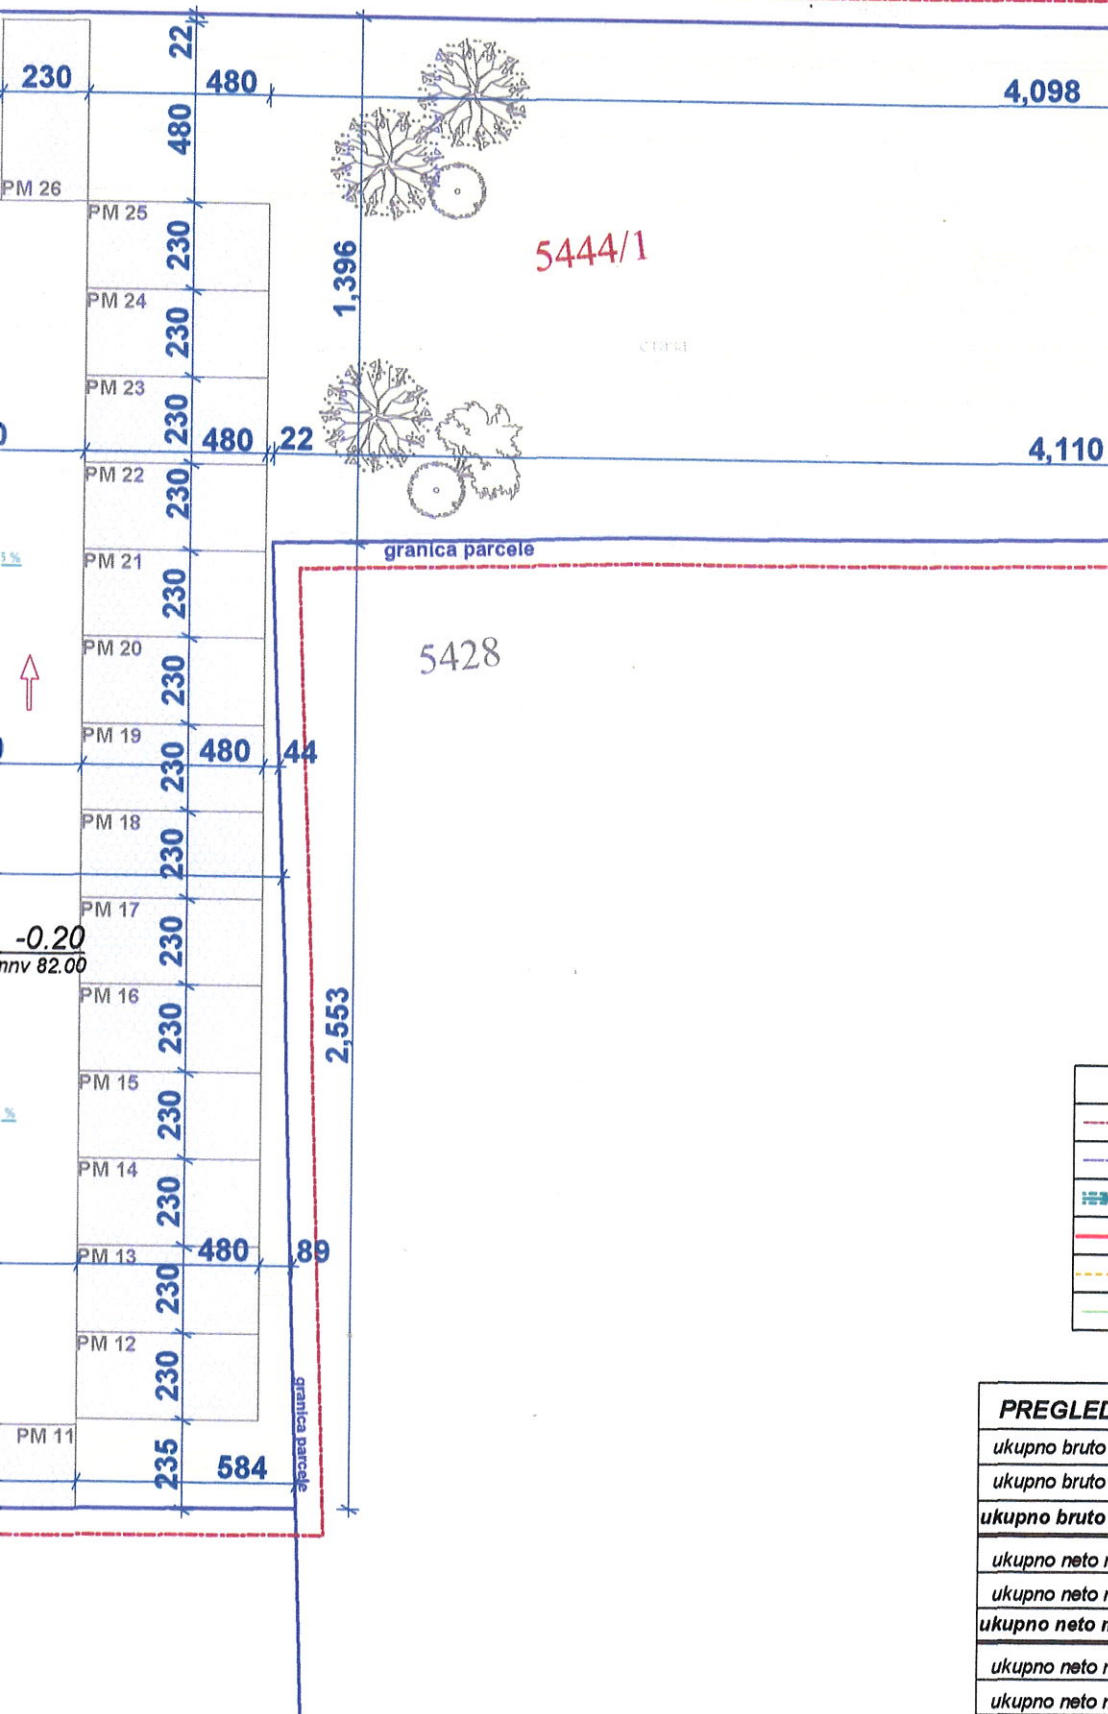 22
230
480
4,098
480
PM 26
PM 25
230
5444/1
1,396
PM 24
230
PM 23
230
480
22
4,110
PM 22
230
granica parcele
PM 21
230
5428
PM 20
230
PM 19
480
44
230
PM 18
230
PM 17
-0.20
230
82.00
PM 16
230
2,553
PM 15
230
%
PM 14
230
PM 13
480
89
230
PM 12
230
granica parcele
PM 11
235
584
PREGLED
ukupno bruto
ukupno bruto
ukupno bruto
ukupno neto
ukupno neto
ukupno neto
ukupno neto
ukupno neto